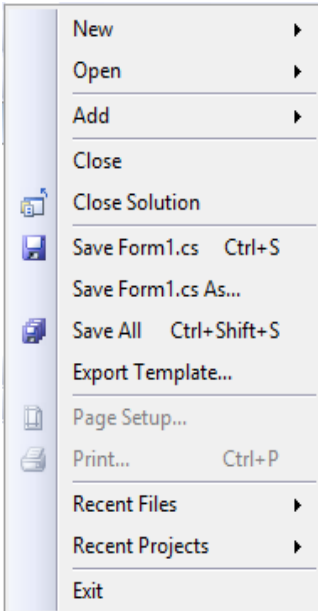 New
Open
Add
Close
Close Solution
Save Form1.cs Ctrl+S
Save Form1.cs As...
Save All Ctrl+Shift+S
Export Template...
Page Setup...
Print... Ctrl+P
Recent Files
Recent Projects
Exit